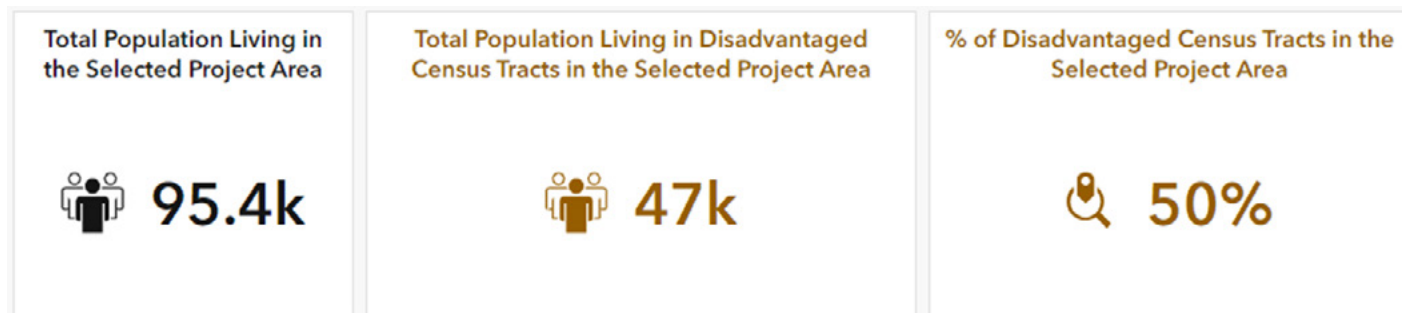 Total Population Living in
the Selected Project Area
95.4k
Total Population Living in Disadvantaged
Census Tracts in the Selected Project Area
47k
% of Disadvantaged Census Tracts in the
Selected Project Area
50%